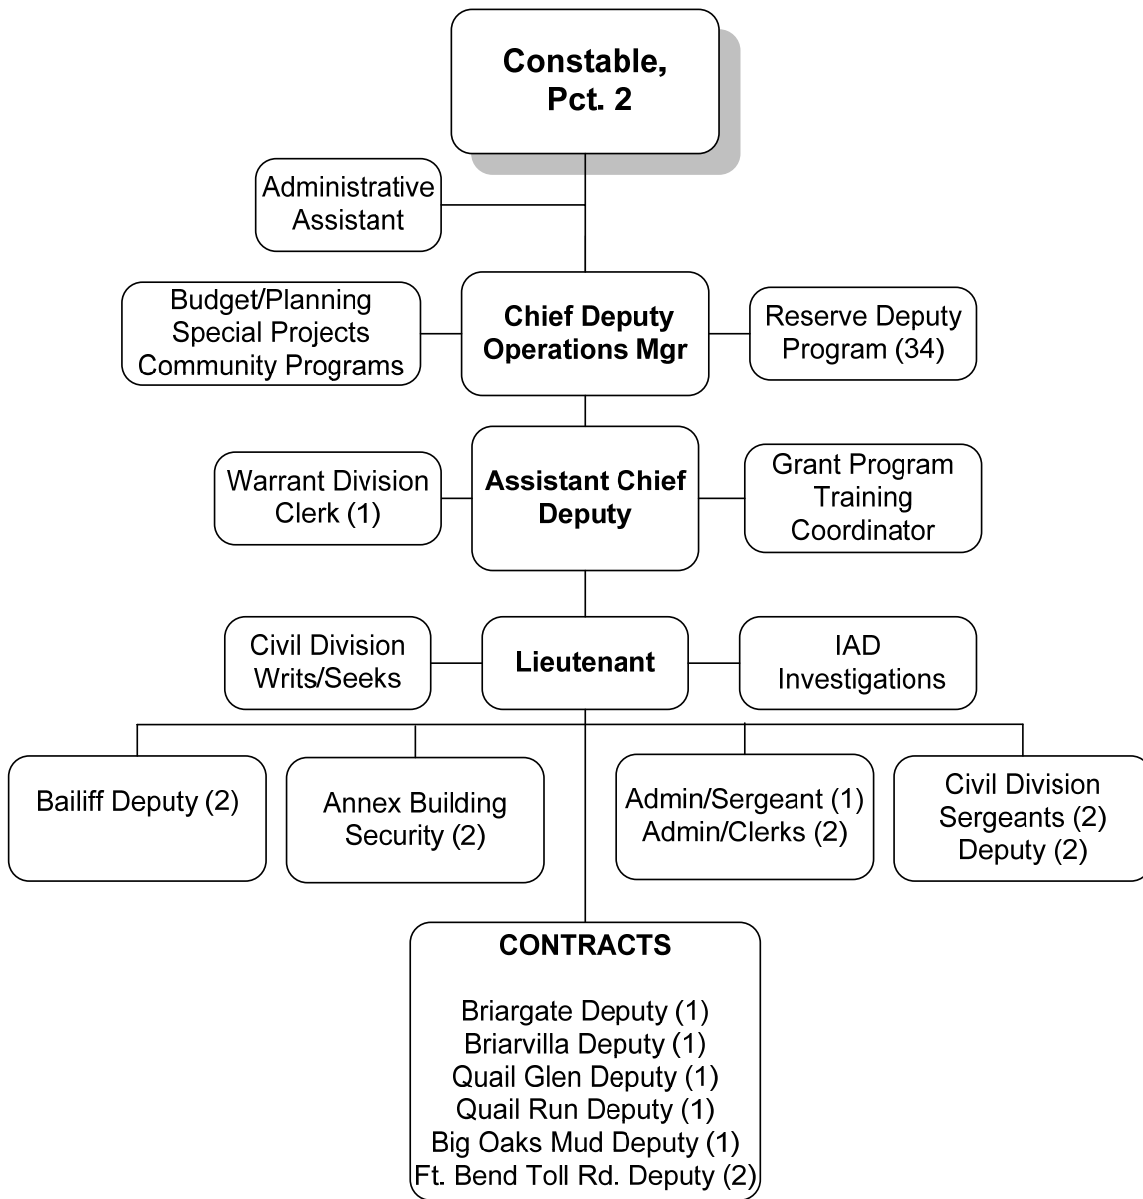 Constable,
Pct. 2
Administrative
Assistant
Budget/Planning
Special Projects
Community Programs
Chief Deputy
Operations Mgr
Reserve Deputy
Program (34)
Warrant Division
Clerk (1)
Assistant Chief
Deputy
Grant Program
Training
Coordinator
Civil Division
Writs/Seeks
Lieutenant
IAD
Investigations
Bailiff Deputy (2)
Annex Building
Security (2)
Admin/Sergeant (1)
Admin/Clerks (2)
Civil Division
Sergeants (2)
Deputy (2)
CONTRACTS
Briargate Deputy (1)
Briarvilla Deputy (1)
Quail Glen Deputy (1)
Quail Run Deputy (1)
Big Oaks Mud Deputy (1)
Ft. Bend Toll Rd. Deputy (2)